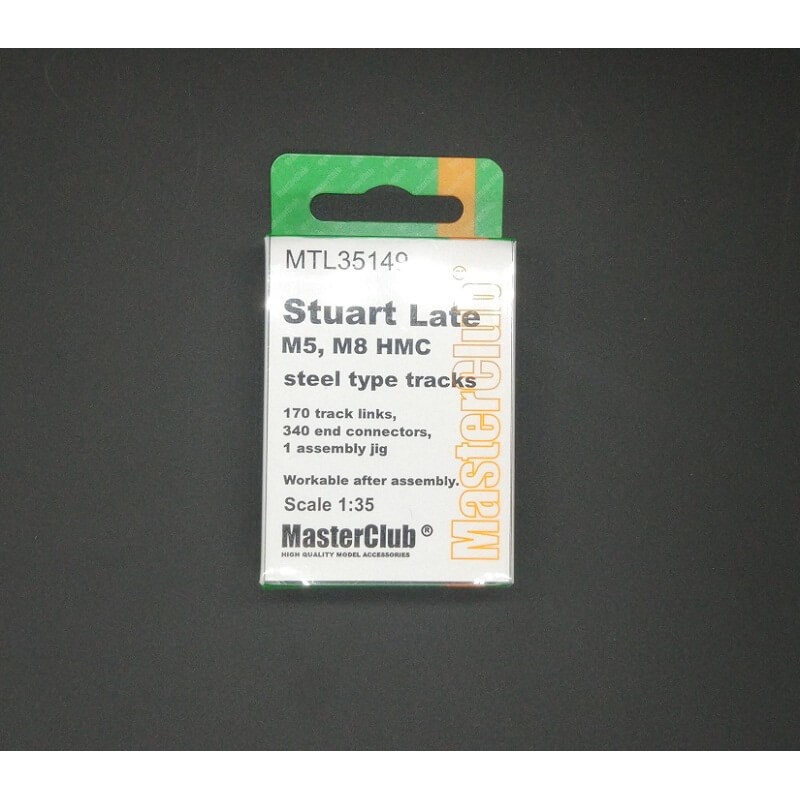 MTL35149
Stuart Late
M5, M8 HMC
steel type tracks
170 track links,
340 end connectors,
1 assembly jig
Workable after assembly.
Scale 1:35
MasterClub ®
HIGH QUALITY MODEL ACCESSORIES
MasterClub®